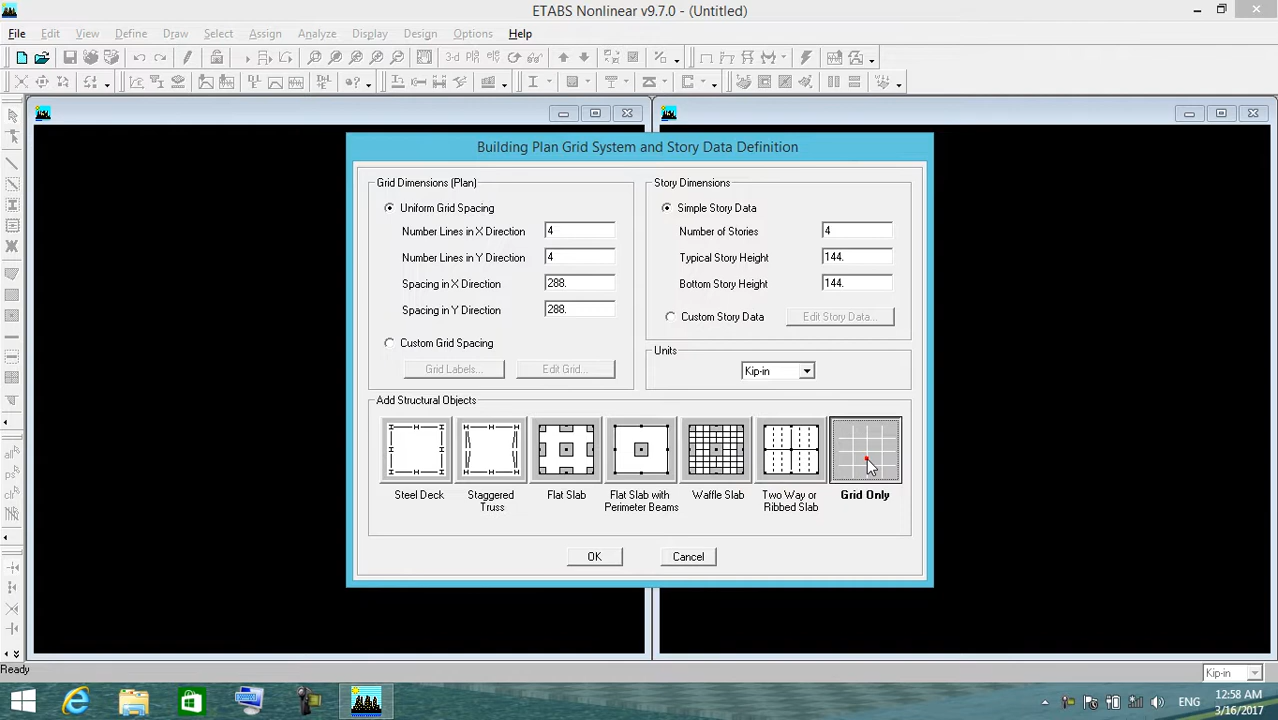 ETABS Nonlinear v9.7.0 - (Untitled)
File Edit View Define Draw Select Assign Analyze Display Design Options Help
3-d
Building Plan Grid System and Story Data Definition
Grid Dimensions (Plan)
Uniform Grid Spacing
Number Lines in X Direction 4
Number Lines in Y Direction 4
Spacing in X Direction 288.
Spacing in Y Direction 288.
Custom Grid Spacing
Grid Labels... Edit Grid...
Story Dimensions
Simple Story Data
Number of Stories 4
Typical Story Height 144.
Bottom Story Height 144.
Custom Story Data Edit Story Data...
Units
Kip-in
Add Structural Objects
Steel Deck
Staggered
Truss
Flat Slab
Flat Slab with
Perimeter Beams
Waffle Slab
Two Way or
Ribbed Slab
Grid Only
OK Cancel
all
ps
clr
Ready
Kip-in
ENG
12:58 AM
3/16/2017